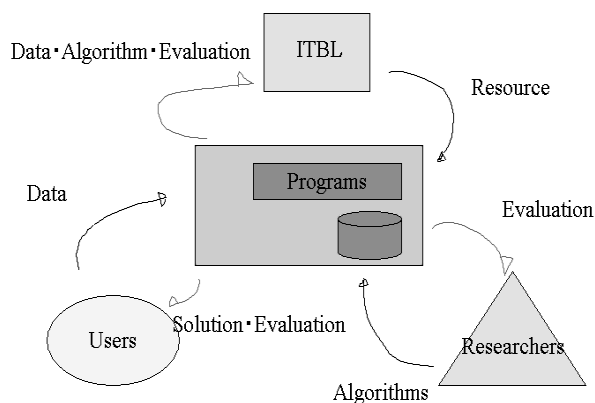 ITBL
Data・Algorithm・Evaluation
Resource
Programs
Data
Evaluation
Solution・Evaluation
Users
Researchers
Algorithms